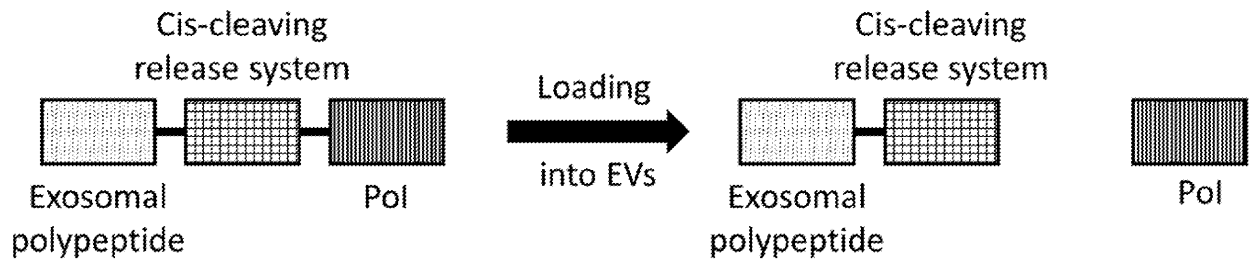 Cis-cleaving
release system
Exosomal
polypeptide
PoI
Loading
into EVs
Cis-cleaving
release system
Exosomal
polypeptide
PoI